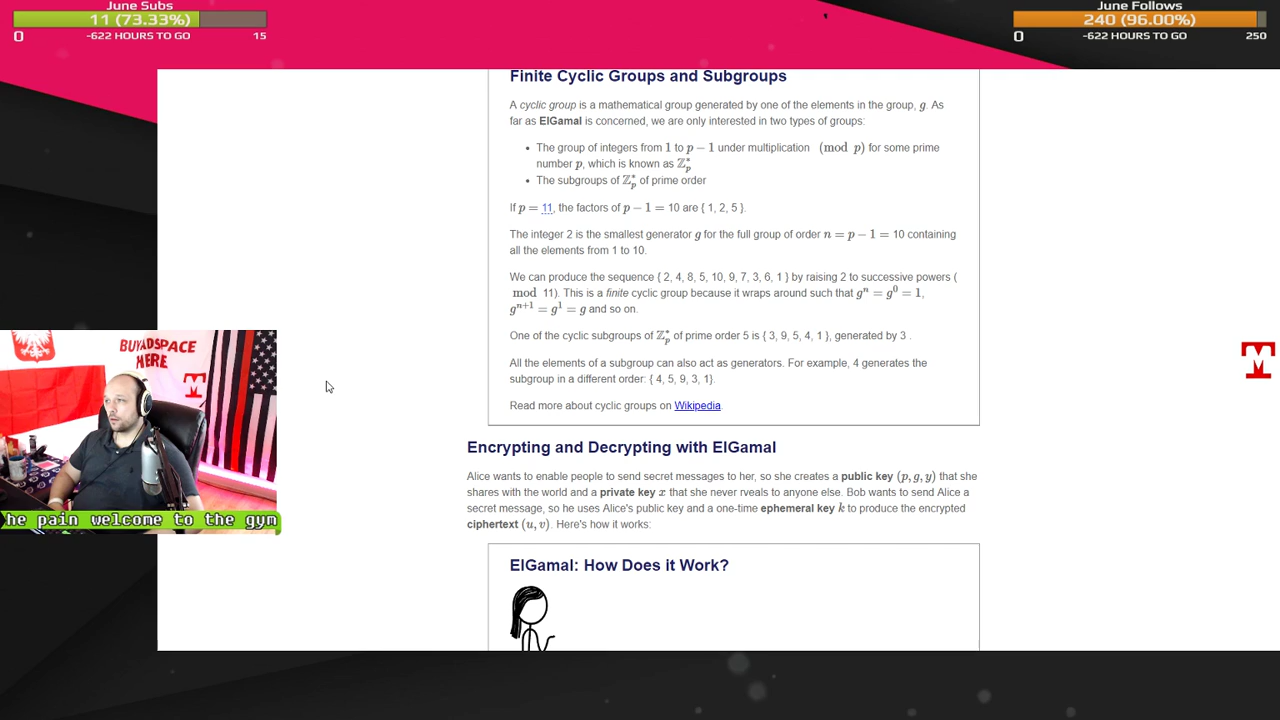 June Subs
11 (73.33%)
0 -622 HOURS TO GO 15
June Follows
240 (96.00%)
0 -622 HOURS TO GO 250
Finite Cyclic Groups and Subgroups
A cyclic group is a mathematical group generated by one of the elements in the group, g. As
far as ElGamal is concerned, we are only interested in two types of groups:
• The group of integers from 1 to p − 1 under multiplication (mod p) for some prime
number p, which is known as ℤ*p
• The subgroups of ℤ*p of prime order
If p = 11, the factors of p − 1 = 10 are { 1, 2, 5 }.
The integer 2 is the smallest generator g for the full group of order n = p − 1 = 10 containing
all the elements from 1 to 10.
We can produce the sequence { 2, 4, 8, 5, 10, 9, 7, 3, 6, 1 } by raising 2 to successive powers (
mod 11). This is a finite cyclic group because it wraps around such that gⁿ = g⁰ = 1,
gⁿ⁺¹ = g¹ = g and so on.
One of the cyclic subgroups of ℤ*p of prime order 5 is { 3, 9, 5, 4, 1 }, generated by 3 .
All the elements of a subgroup can also act as generators. For example, 4 generates the
subgroup in a different order: { 4, 5, 9, 3, 1}.
Read more about cyclic groups on Wikipedia.
BUY ADSPACE
HERE
M
he pain welcome to the gym
M
Encrypting and Decrypting with ElGamal
Alice wants to enable people to send secret messages to her, so she creates a public key (p, g, y) that she
shares with the world and a private key x that she never rveals to anyone else. Bob wants to send Alice a
secret message, so he uses Alice's public key and a one-time ephemeral key k to produce the encrypted
ciphertext (u, v). Here's how it works:
ElGamal: How Does it Work?